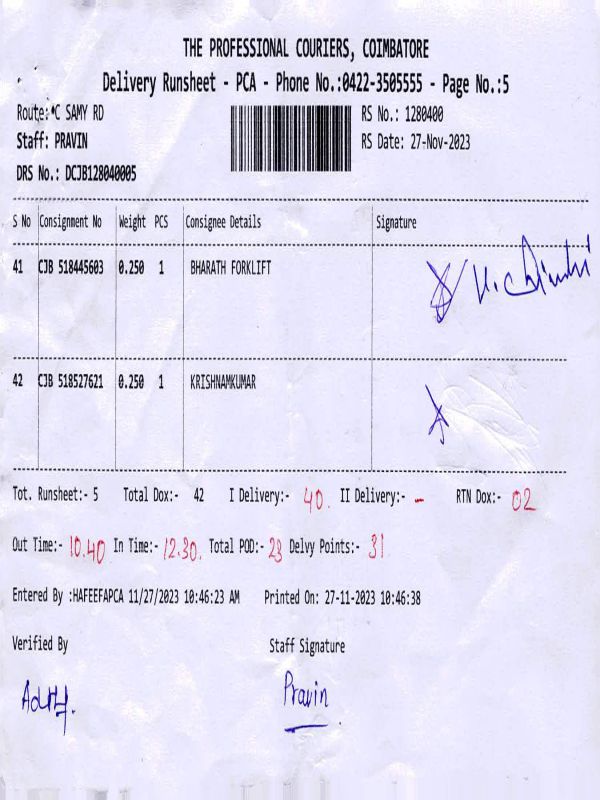 THE PROFESSIONAL COURIERS, COIMBATORE
Delivery Runsheet - PCA - Phone No.:0422-3505555 - Page No.:5
Route: C SAMY RD RS No.: 1280400
Staff: PRAVIN RS Date: 27-Nov-2023
DRS No.: DCJB128040005
S No Consignment No Weight PCS Consignee Details Signature
41 CJB 518445603 0.250 1 BHARATH FORKLIFT
42 CJB 518527621 0.250 1 KRISHNAMKUMAR
Tot. Runsheet:- 5 Total Dox:- 42 I Delivery:- 40. II Delivery:- - RTN Dox:- 02
Out Time:- 10.40 In Time:- 12.30. Total POD:- 23 Delvy Points:- 31
Entered By :HAFEEFAPCA 11/27/2023 10:46:23 AM Printed On: 27-11-2023 10:46:38
Verified By Staff Signature
Pravin